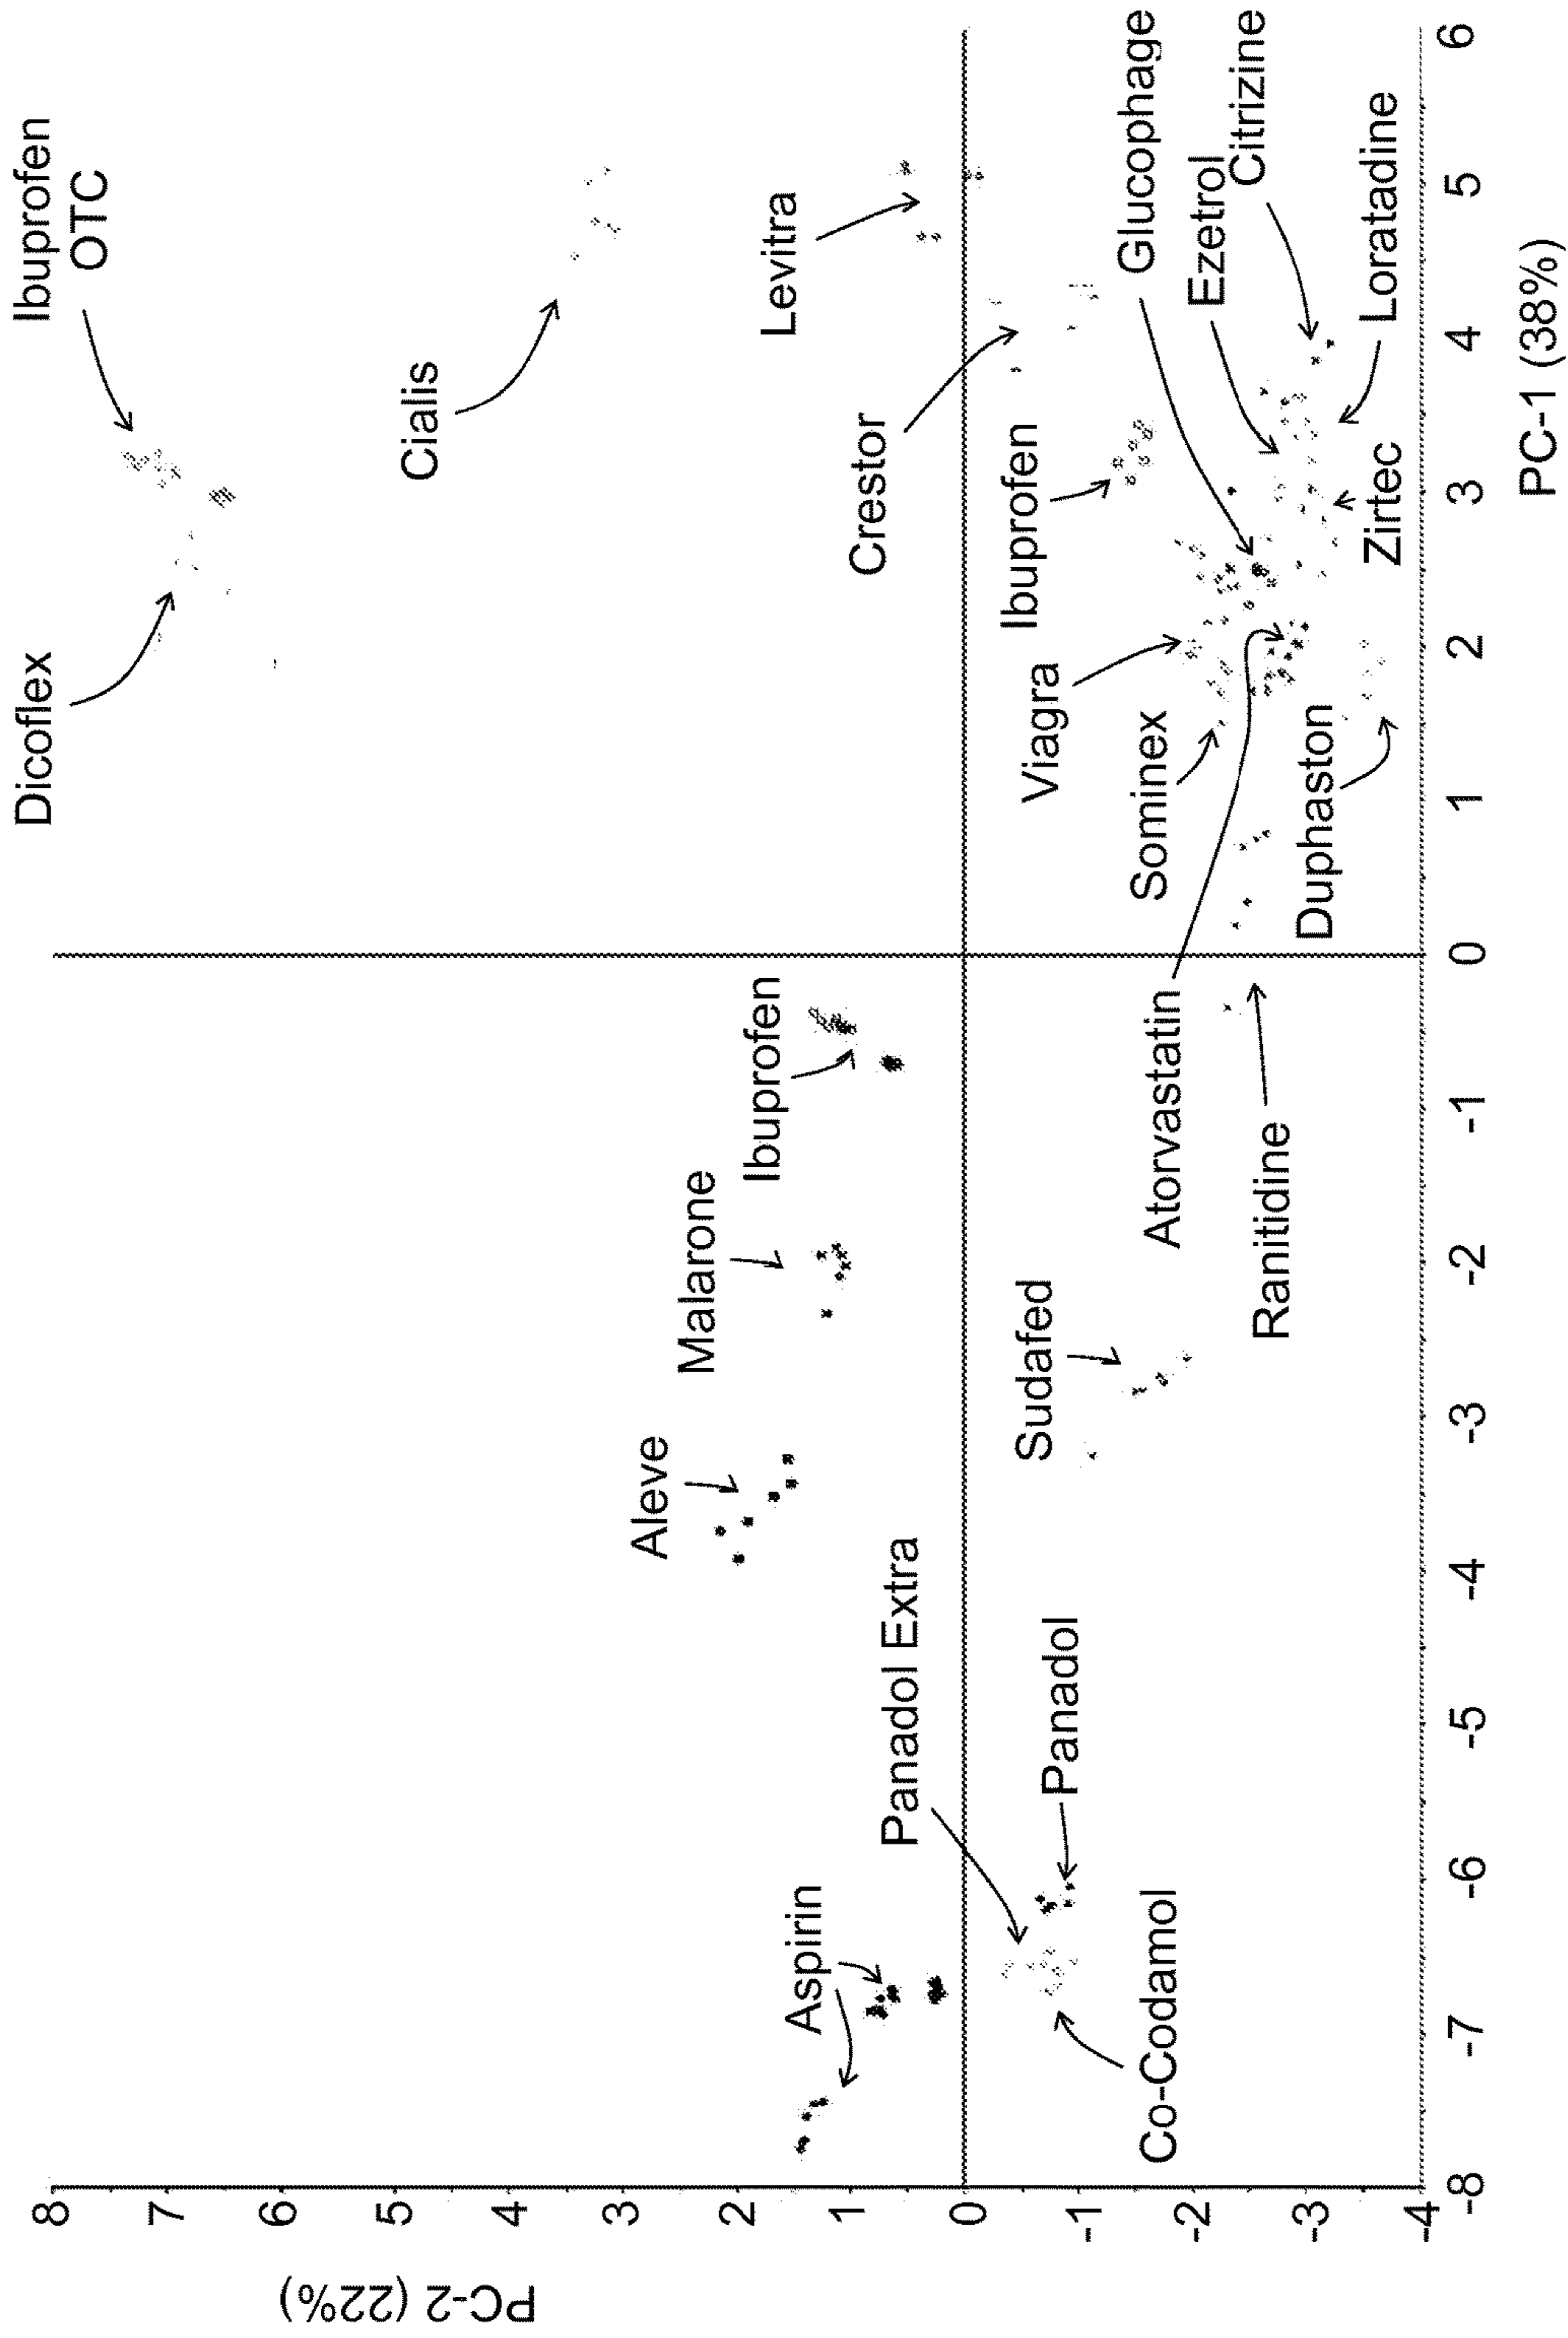 Ibuprofen
OTC
Dicoflex
Cialis
Levitra
Crestor
Ibuprofen
Glucophage
Ezetrol
Citrizine
Loratadine
Zirtec
Viagra
Sominex
Duphaston
Atorvastatin
Ranitidine
Ibuprofen
Malarone
Aleve
Sudafed
Panadol Extra
Panadol
Aspirin
Co-Codamol
8
7
6
5
4
3
2
1
0
-1
-2
-3
-4
PC-2 (22%)
-8
-7
-6
-5
-4
-3
-2
-1
0
1
2
3
4
5
6
PC-1 (38%)